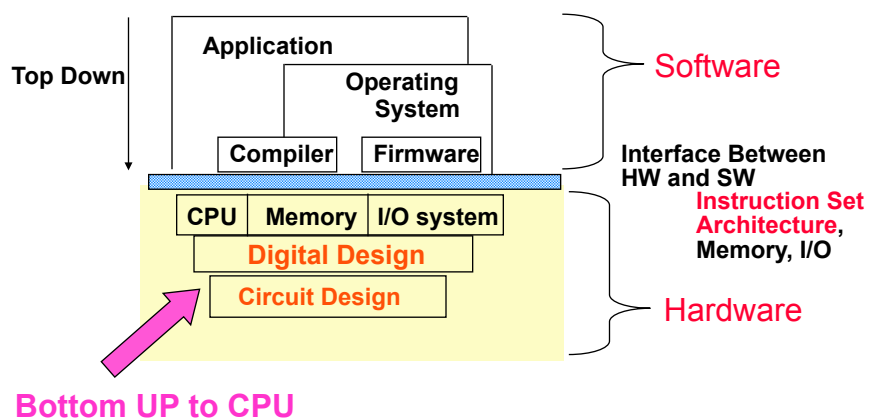 Application
Software
Top Down
Operating
System
Compiler
Firmware
Interface Between
HW and SW
Instruction Set
Architecture,
Memory, I/O
CPU
Memory
I/O system
Digital Design
Circuit Design
Hardware
Bottom UP to CPU